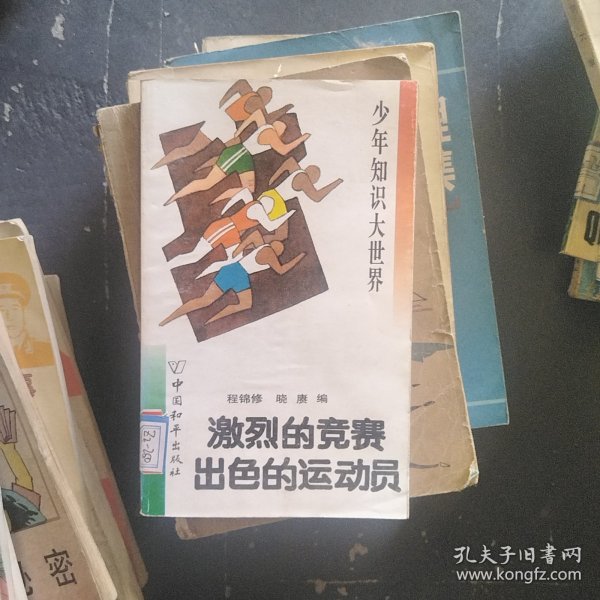 少年知识大世界
程锦修 晓赓 编
激烈的竞赛
出色的运动员
中国和平出版社
集
密
孔夫子旧书网
www.kongfz.com